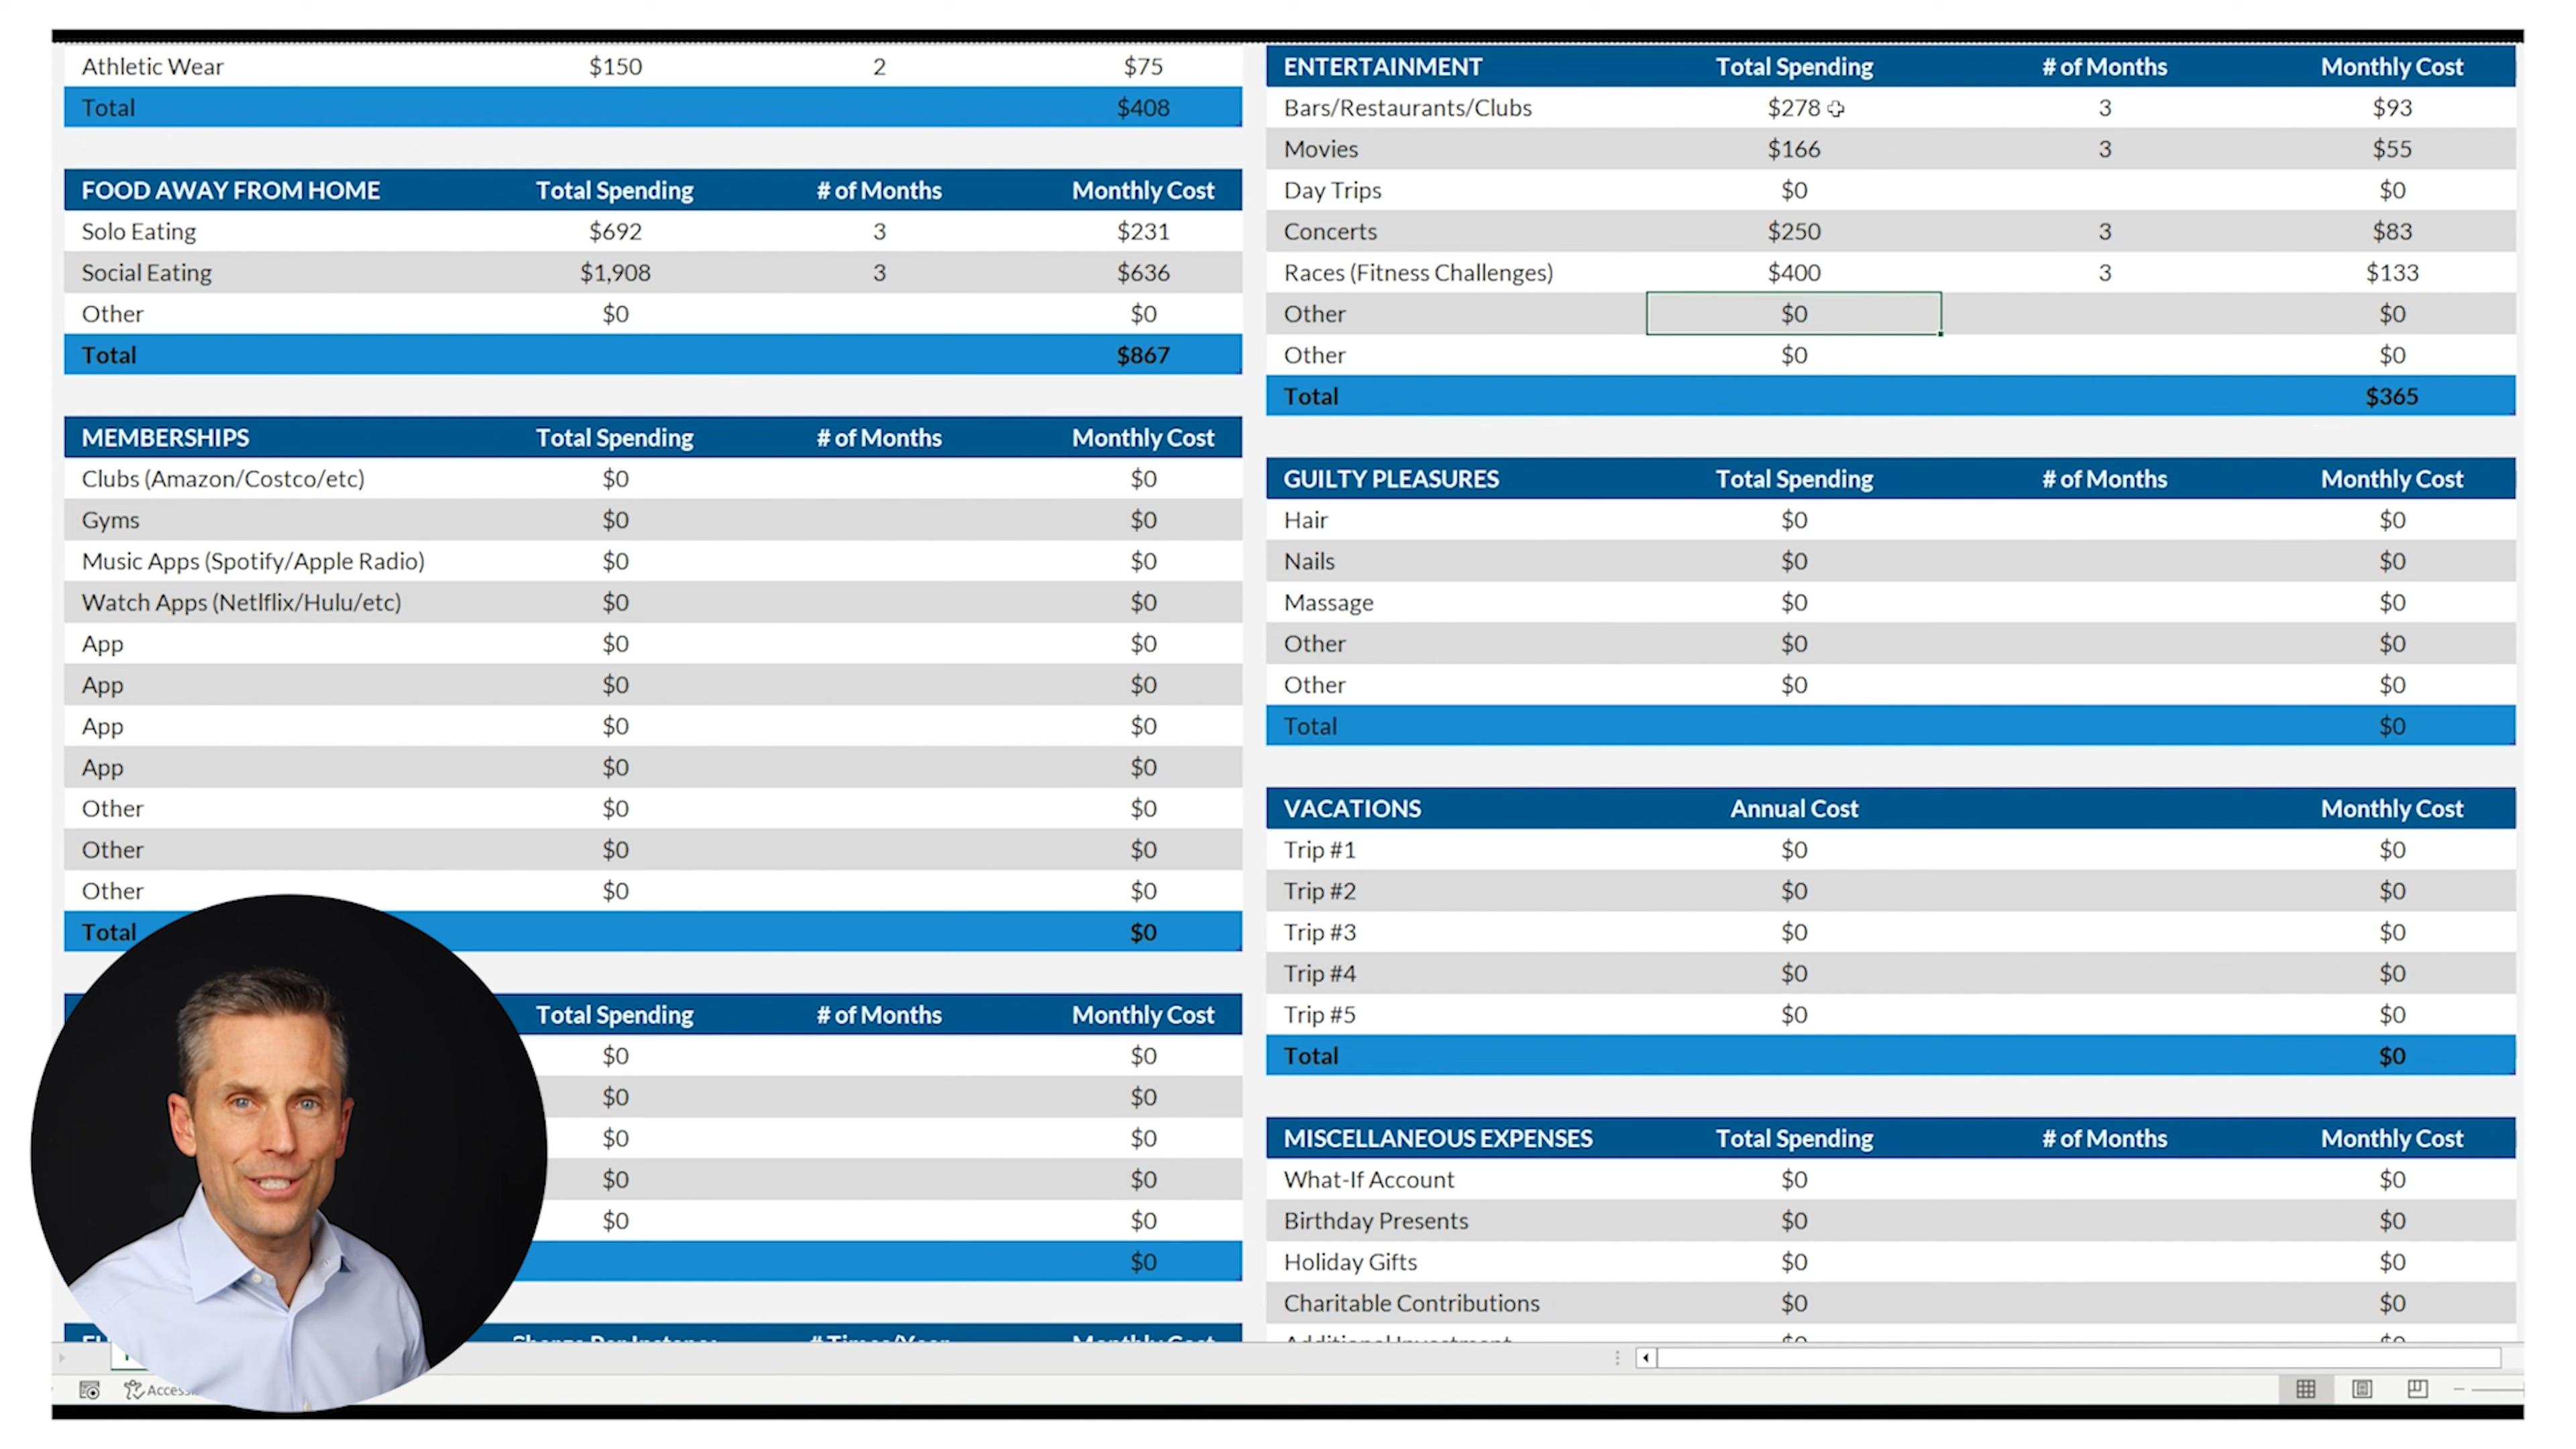 Athletic Wear $150 2 $75
Total $408
FOOD AWAY FROM HOME Total Spending # of Months Monthly Cost
Solo Eating $692 3 $231
Social Eating $1,908 3 $636
Other $0 $0
Total $867
MEMBERSHIPS Total Spending # of Months Monthly Cost
Clubs (Amazon/Costco/etc) $0 $0
Gyms $0 $0
Music Apps (Spotify/Apple Radio) $0 $0
Watch Apps (Netlflix/Hulu/etc) $0 $0
App $0 $0
App $0 $0
App $0 $0
App $0 $0
Other $0 $0
Other $0 $0
Other $0 $0
Total $0
Total Spending # of Months Monthly Cost
$0 $0
$0 $0
$0 $0
$0 $0
$0 $0
$0
Charge Per Instance # Times/Year Monthly Cost
ENTERTAINMENT Total Spending # of Months Monthly Cost
Bars/Restaurants/Clubs $278 3 $93
Movies $166 3 $55
Day Trips $0 $0
Concerts $250 3 $83
Races (Fitness Challenges) $400 3 $133
Other $0 $0
Other $0 $0
Total $365
GUILTY PLEASURES Total Spending # of Months Monthly Cost
Hair $0 $0
Nails $0 $0
Massage $0 $0
Other $0 $0
Other $0 $0
Total $0
VACATIONS Annual Cost Monthly Cost
Trip #1 $0 $0
Trip #2 $0 $0
Trip #3 $0 $0
Trip #4 $0 $0
Trip #5 $0 $0
Total $0
MISCELLANEOUS EXPENSES Total Spending # of Months Monthly Cost
What-If Account $0 $0
Birthday Presents $0 $0
Holiday Gifts $0 $0
Charitable Contributions $0 $0
Additional Investment $0 $0